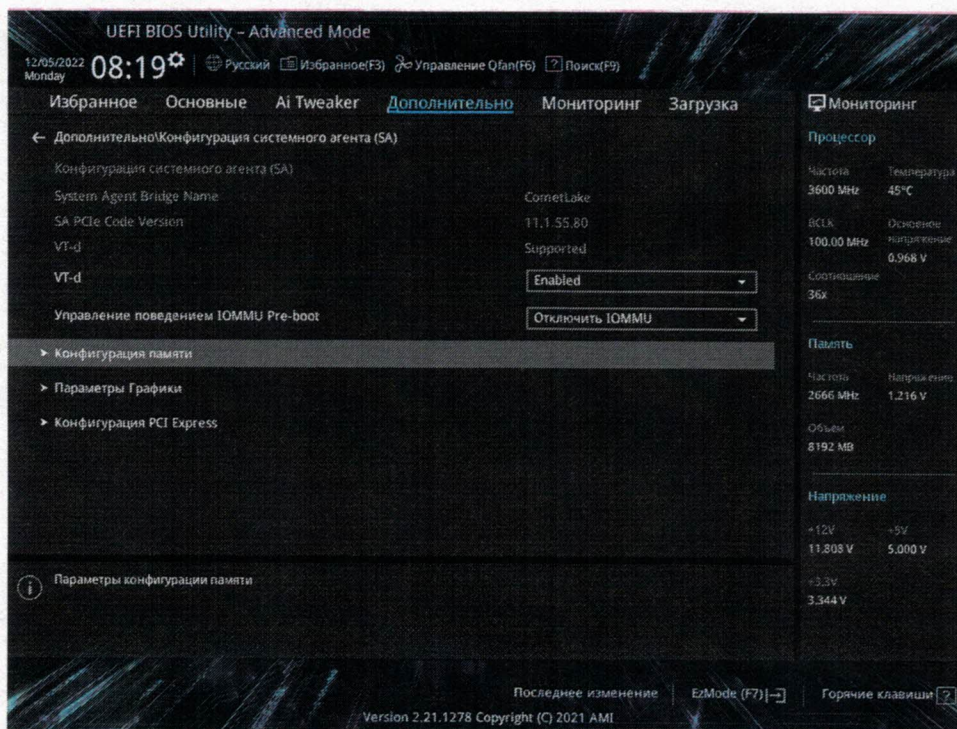 UEFI BIOS Utility – Advanced Mode
12/05/2022
Monday
08:19
Русский
Избранное(F3)
Управление Qfan(F6)
? Поиск(F9)
Избранное
Основные
Ai Tweaker
Дополнительно
Мониторинг
Загрузка
← Дополнительно\Конфигурация системного агента (SA)
Конфигурация системного агента (SA)
System Agent Bridge Name
CometLake
SA PCIe Code Version
11.1.55.80
VT-d
Supported
VT-d
Enabled
Управление поведением IOMMU Pre-boot
Отключить IOMMU
> Конфигурация памяти
> Параметры Графики
> Конфигурация PCI Express
i Параметры конфигурации памяти
Мониторинг
Процессор
Частота
Температура
3600 MHz
45°C
BCLK
Основное напряжение
100.00 MHz
0.968 V
Соотношение
36x
Память
Частота
Напряжение
2666 MHz
1.216 V
Объем
8192 MB
Напряжение
+12V
+5V
11.808 V
5.000 V
+3.3V
3.344 V
Последнее изменение
EzMode (F7)
Горячие клавиши ?
Version 2.21.1278 Copyright (C) 2021 AMI